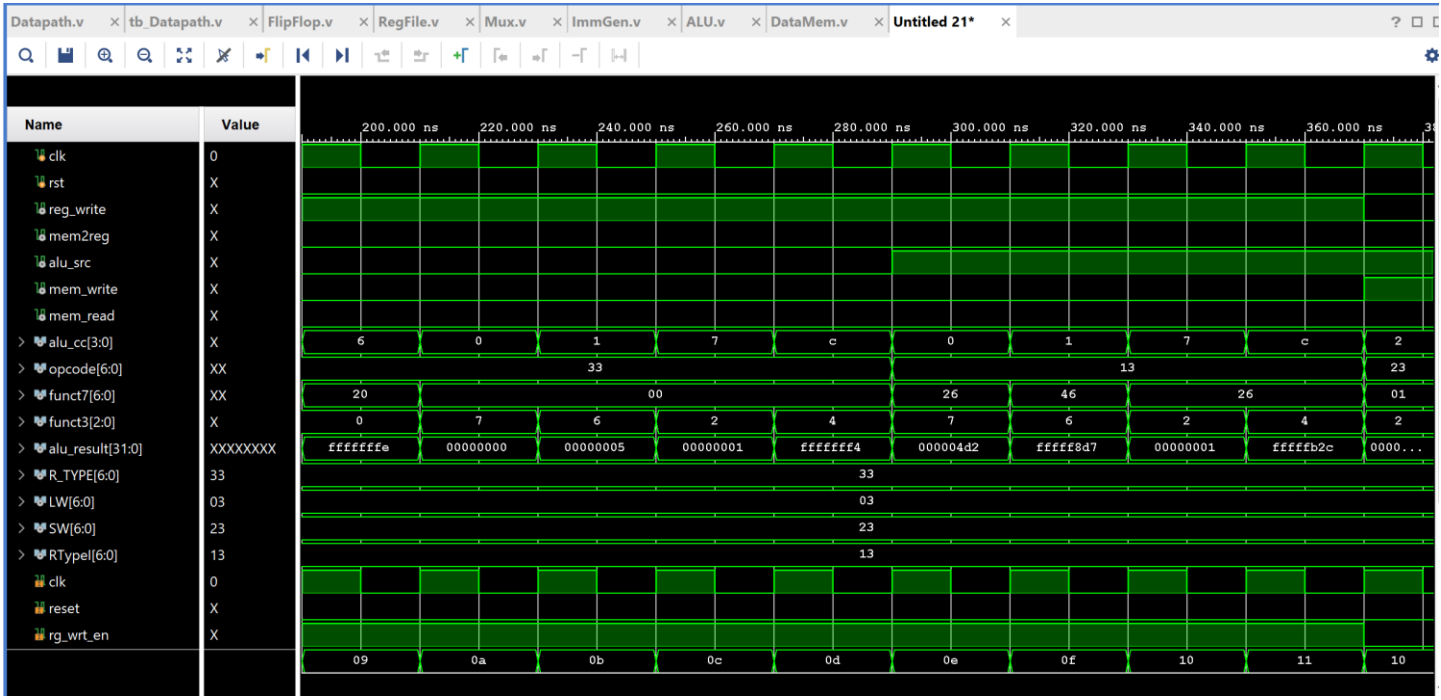 Datapath.v × tb_Datapath.v × FlipFlop.v × RegFile.v × Mux.v × ImmGen.v × ALU.v × DataMem.v × Untitled 21* × ?
Name Value 200.000 ns 220.000 ns 240.000 ns 260.000 ns 280.000 ns 300.000 ns 320.000 ns 340.000 ns 360.000 ns
clk 0
rst X
reg_write X
mem2reg X
alu_src X
mem_write X
mem_read X
> alu_cc[3:0] X 6 0 1 7 c 0 1 7 c 2
> opcode[6:0] XX 33 13 23
> funct7[6:0] XX 20 00 26 46 26 01
> funct3[2:0] X 0 7 6 2 4 7 6 2 4 2
> alu_result[31:0] XXXXXXXX fffffffe 00000000 00000005 00000001 fffffff4 000004d2 fffff8d7 00000001 fffffb2c 0000...
> R_TYPE[6:0] 33 33
> LW[6:0] 03 03
> SW[6:0] 23 23
> RTypeI[6:0] 13 13
clk 0
reset X
rg_wrt_en X
09 0a 0b 0c 0d 0e 0f 10 11 10